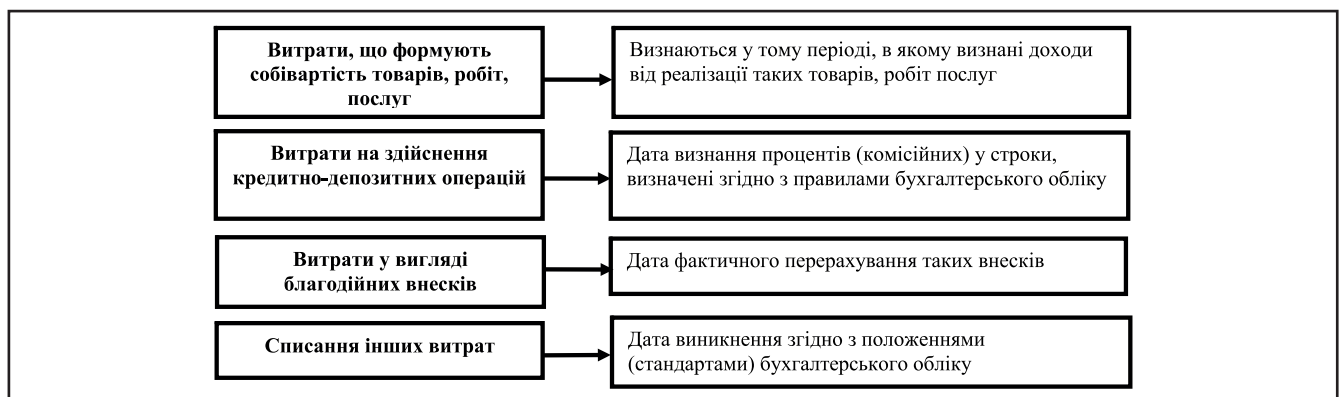 Витрати, що формують
собівартість товарів, робіт,
послуг
Визнаються у тому періоді, в якому визнані доходи
від реалізації таких товарів, робіт послуг
Витрати на здійснення
кредитно-депозитних операцій
Дата визнання процентів (комісійних) у строки,
визначені згідно з правилами бухгалтерського обліку
Витрати у вигляді
благодійних внесків
Дата фактичного перерахування таких внесків
Списання інших витрат
Дата виникнення згідно з положеннями
(стандартами) бухгалтерського обліку